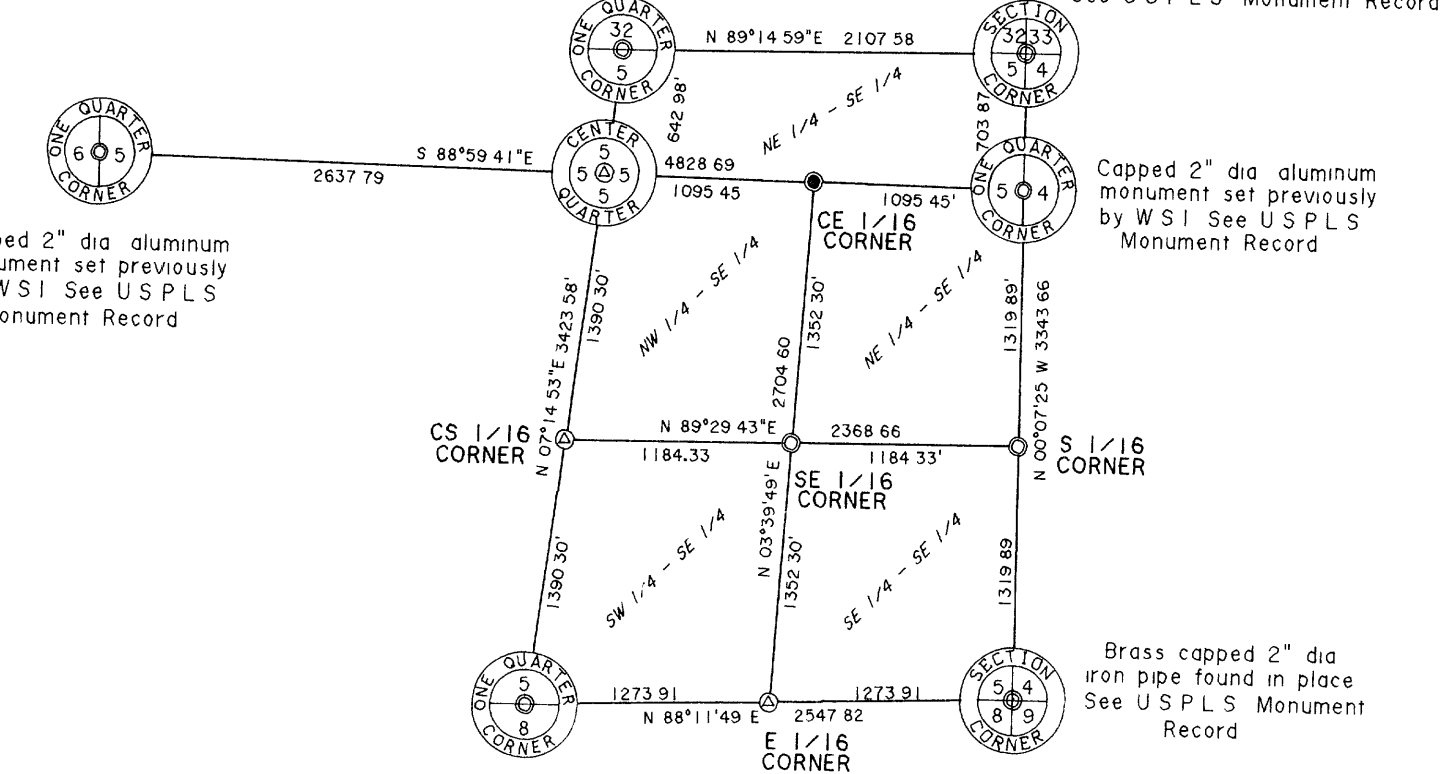 See U S P L S Monument Record
ONE QUARTER
32
5
CORNER
N 89°14 59"E 2107 58
SECTION
32 33
5 4
CORNER
642 98'
NE 1/4 - SE 1/4
703 87
ONE QUARTER
6 5
CORNER
S 88°59 41"E
2637 79
CENTER
5
5 5
5
QUARTER
4828 69
1095 45
1095 45'
CE 1/16
CORNER
ONE QUARTER
5 4
CORNER
Capped 2" dia aluminum
monument set previously
by W S I See U S P L S
Monument Record
ped 2" dia aluminum
ument set previously
W S I See U S P L S
onument Record
N 07°14 53"E 3423 58'
1390 30'
NW 1/4 - SE 1/4
1352 30'
2704 60
NE 1/4 - SE 1/4
1319 89'
N 00°07'25 W 3343 66
CS 1/16
CORNER
N 89°29 43"E
2368 66
1184.33
1184 33'
SE 1/16
CORNER
S 1/16
CORNER
1390 30'
SW 1/4 - SE 1/4
N 03°39'49' E
1352 30'
SE 1/4 - SE 1/4
1319 89
ONE QUARTER
5
8
CORNER
1273 91
1273 91
N 88°11'49 E
2547 82
E 1/16
CORNER
SECTION
5 4
8 9
CORNER
Brass capped 2" dia
iron pipe found in place
See U S P L S Monument
Record